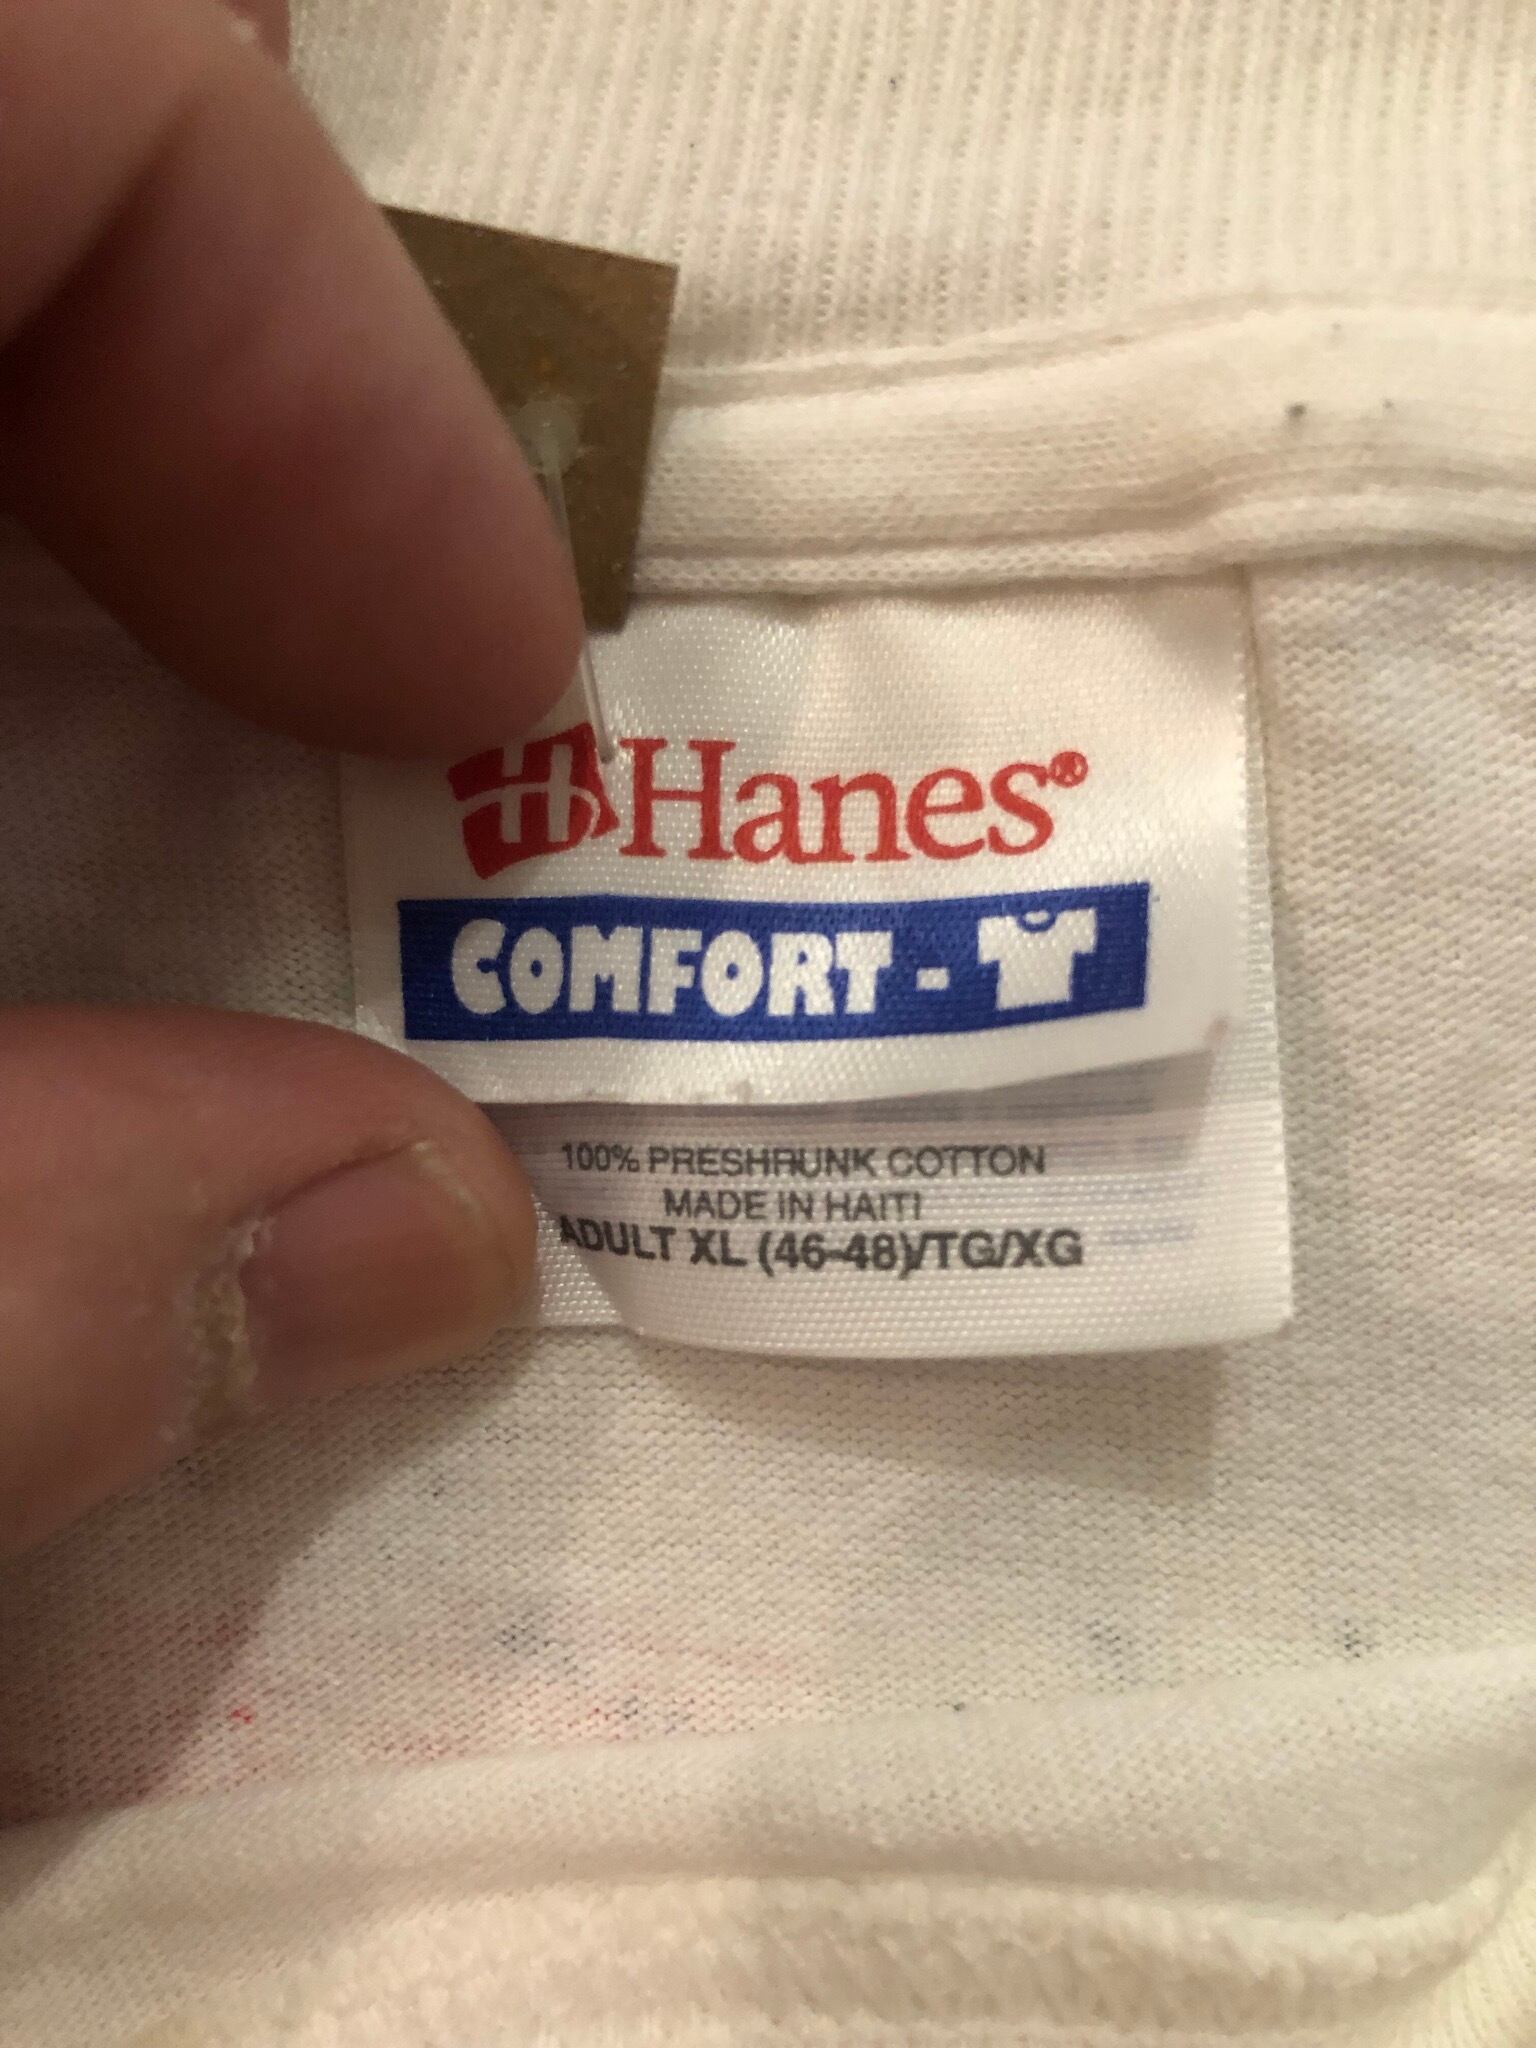 Hanes®
COMFORT -
100% PRESHRUNK COTTON
MADE IN HAITI
ADULT XL (46-48)/TG/XG